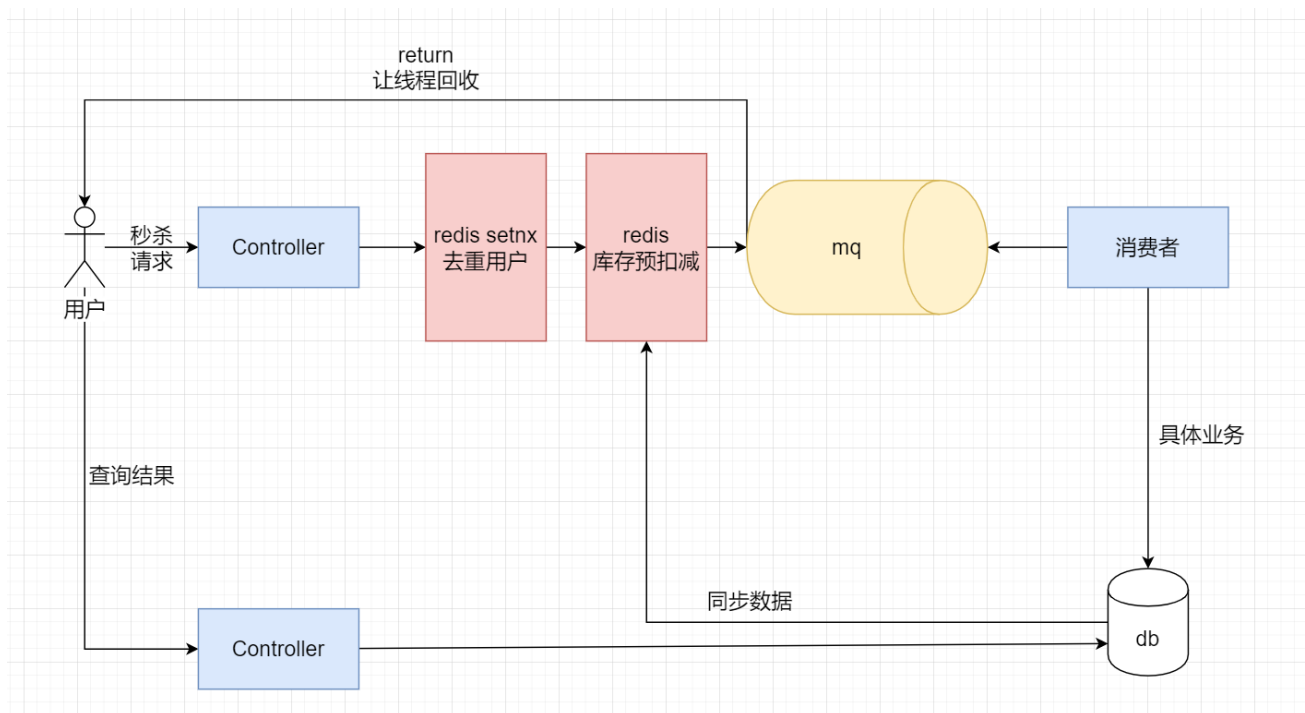 return
让线程回收
秒杀
请求
用户
Controller
redis setnx
去重用户
redis
库存预扣减
mq
消费者
具体业务
查询结果
同步数据
Controller
db